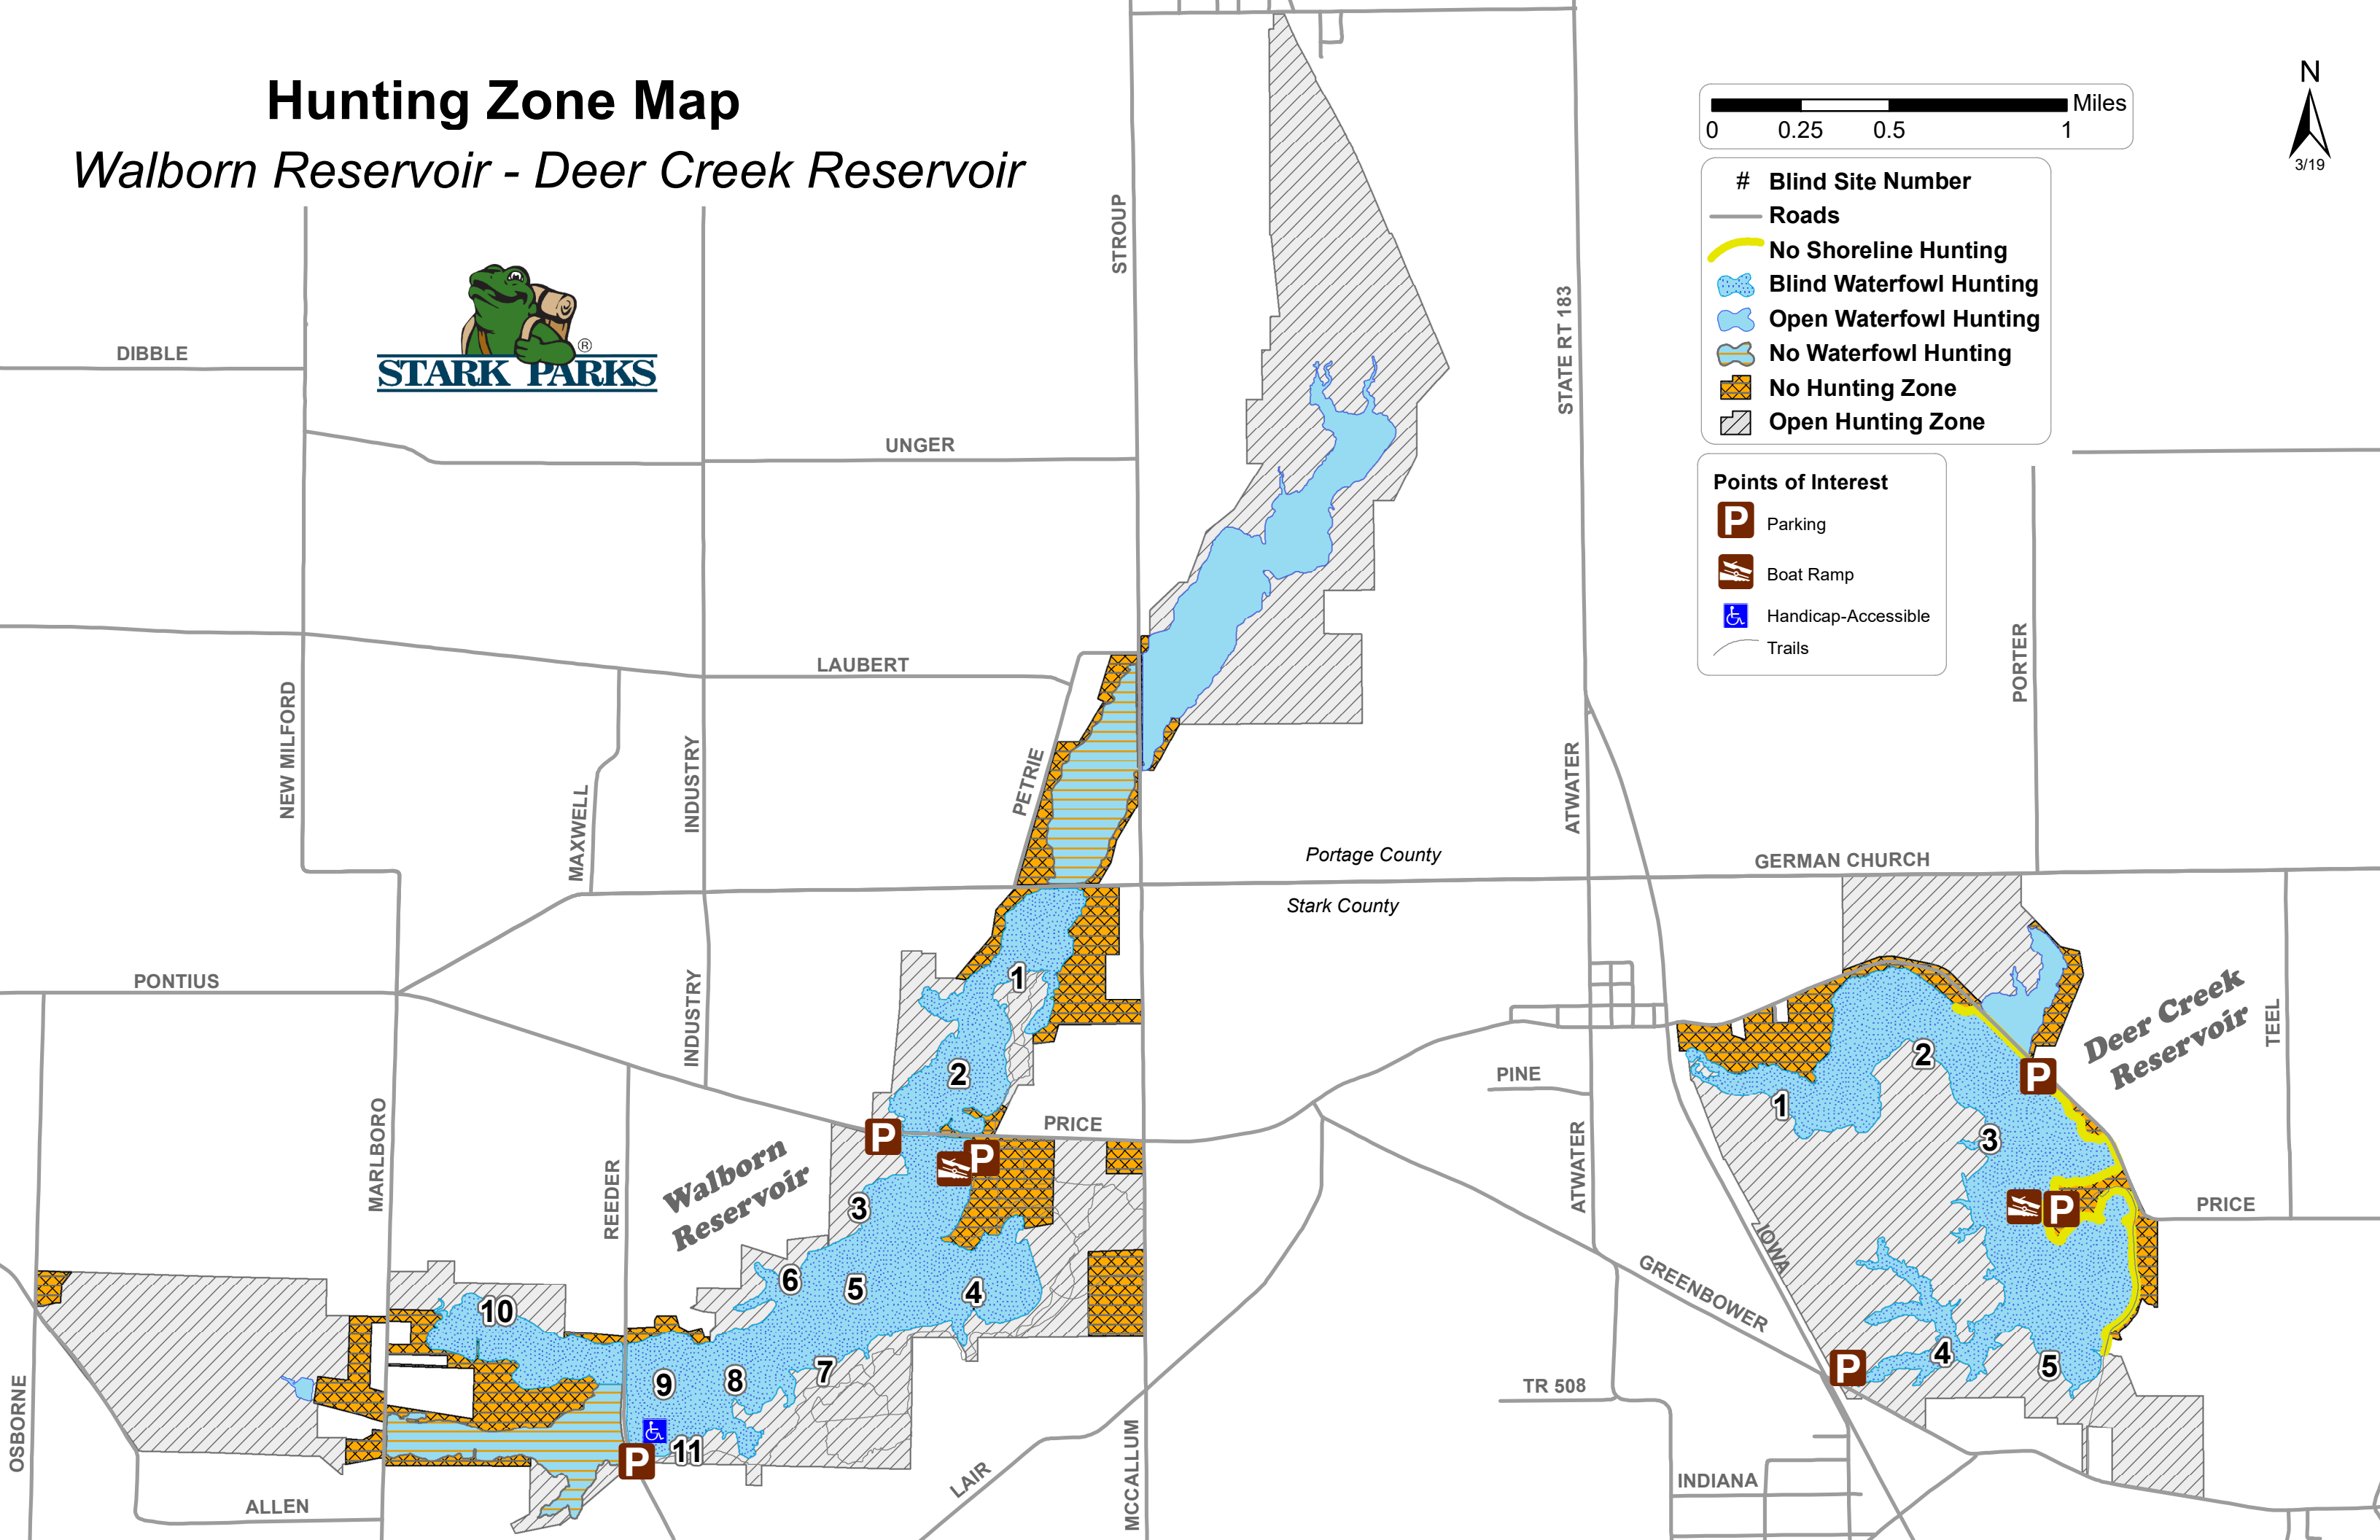 Hunting Zone Map
Walborn Reservoir - Deer Creek Reservoir
STARK PARKS ®
Miles
0 0.25 0.5 1
N
3/19
# Blind Site Number
Roads
No Shoreline Hunting
Blind Waterfowl Hunting
Open Waterfowl Hunting
No Waterfowl Hunting
No Hunting Zone
Open Hunting Zone
Points of Interest
P Parking
Boat Ramp
Handicap-Accessible
Trails
STROUP
STATE RT 183
DIBBLE
UNGER
LAUBERT
NEW MILFORD
MAXWELL
INDUSTRY
PETRIE
ATWATER
PORTER
Portage County
Stark County
GERMAN CHURCH
PONTIUS
INDUSTRY
MARLBORO
REEDER
PRICE
PINE
ATWATER
TEEL
PRICE
IOWA
GREENBOWER
TR 508
INDIANA
OSBORNE
ALLEN
LAIR
MCCALLUM
Walborn
Reservoir
1
2
3
4
5
6
7
8
9
10
11
P
P
P
Deer Creek
Reservoir
1
2
3
4
5
P
P
P